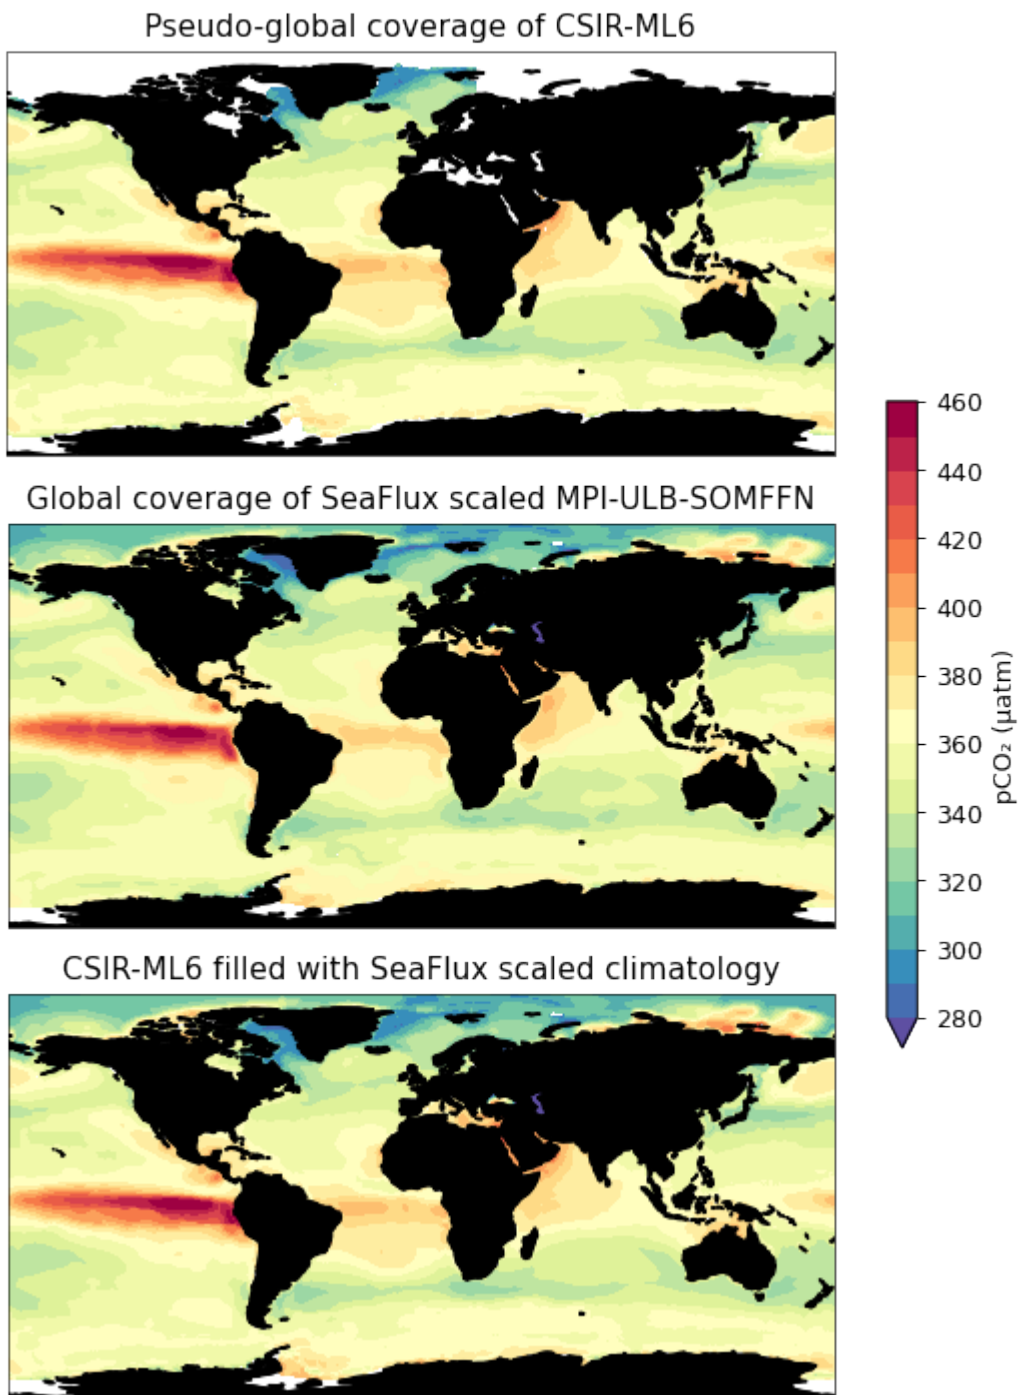 Pseudo-global coverage of CSIR-ML6
Global coverage of SeaFlux scaled MPI-ULB-SOMFFN
CSIR-ML6 filled with SeaFlux scaled climatology
460
440
420
400
380
360
340
320
300
280
pCO₂ (µatm)